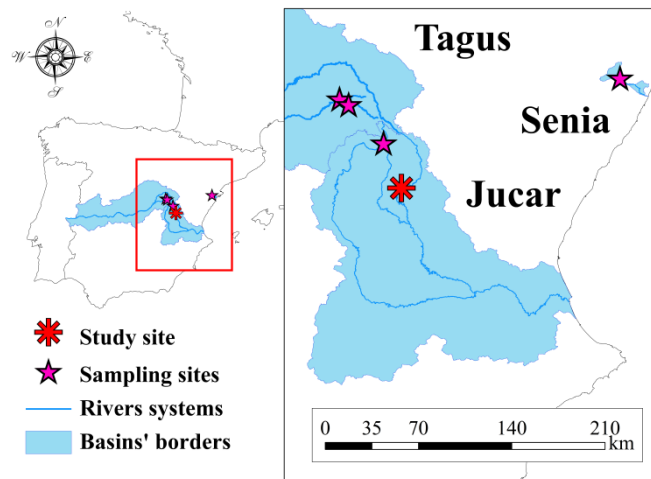 N
W E
S
Study site
Sampling sites
Rivers systems
Basins' borders
Tagus
Senia
Jucar
0 35 70 140 210
km